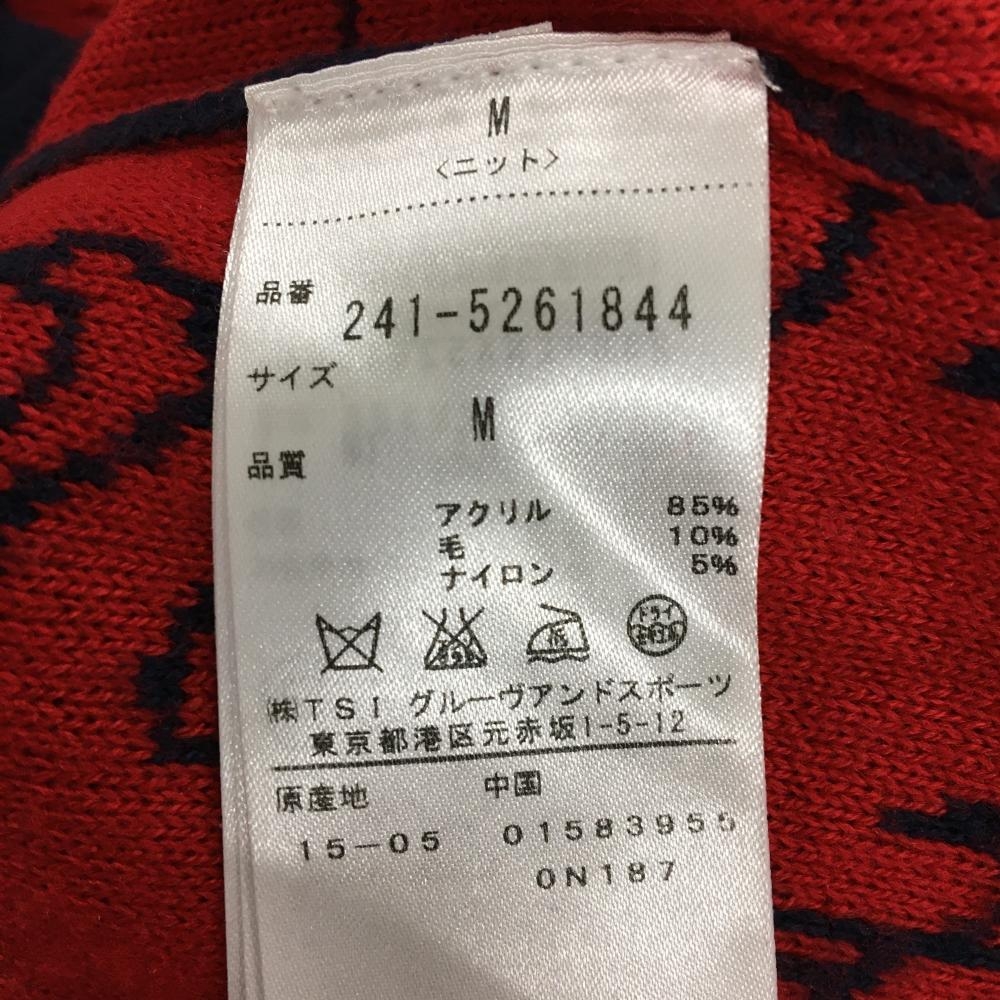 M
〈ニット〉
品番
241-5261844
サイズ
M
品質
アクリル 85%
毛 10%
ナイロン 5%
ドライ
㈱TSI グルーヴアンドスポーツ
東京都港区元赤坂1-5-12
原産地 中国
15-05 01583955
0N187